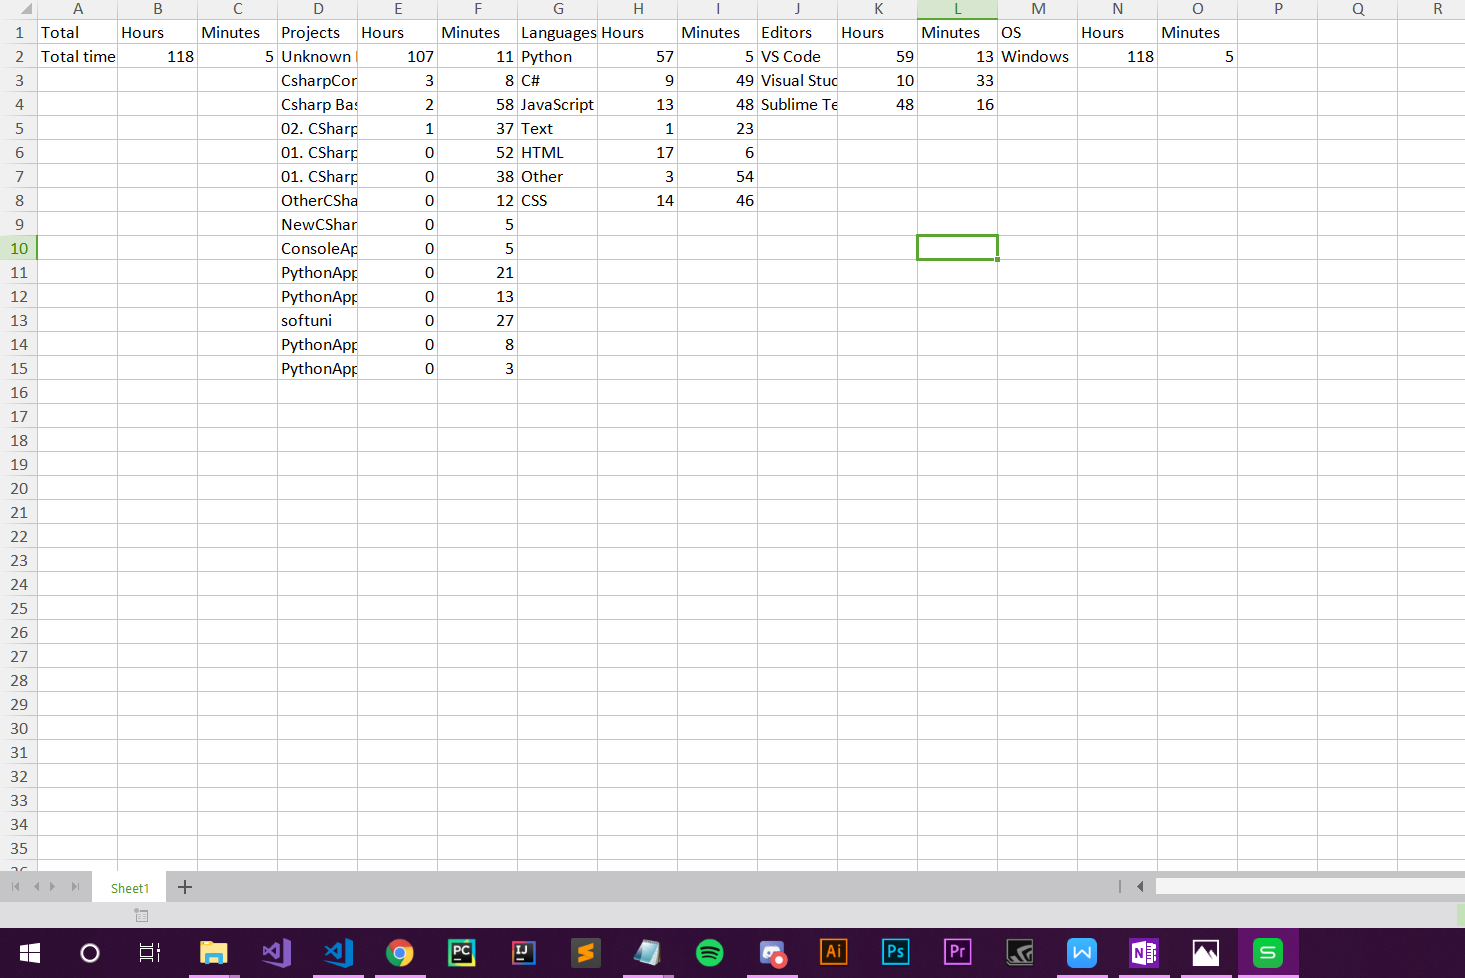 A B C D E F G H I J K L M N O P Q R
1 Total Hours Minutes Projects Hours Minutes Languages Hours Minutes Editors Hours Minutes OS Hours Minutes
2 Total time 118 5 Unknown 107 11 Python 57 5 VS Code 59 13 Windows 118 5
3 CsharpCor 3 8 C# 9 49 Visual Stud 10 33
4 Csharp Bas 2 58 JavaScript 13 48 Sublime Te 48 16
5 02. CSharp 1 37 Text 1 23
6 01. CSharp 0 52 HTML 17 6
7 01. CSharp 0 38 Other 3 54
8 OtherCSha 0 12 CSS 14 46
9 NewCShar 0 5
10 ConsoleAp 0 5
11 PythonApp 0 21
12 PythonApp 0 13
13 softuni 0 27
14 PythonApp 0 8
15 PythonApp 0 3
16
17
18
19
20
21
22
23
24
25
26
27
28
29
30
31
32
33
34
35
Sheet1
PC IJ S Ai Ps Pr W N S